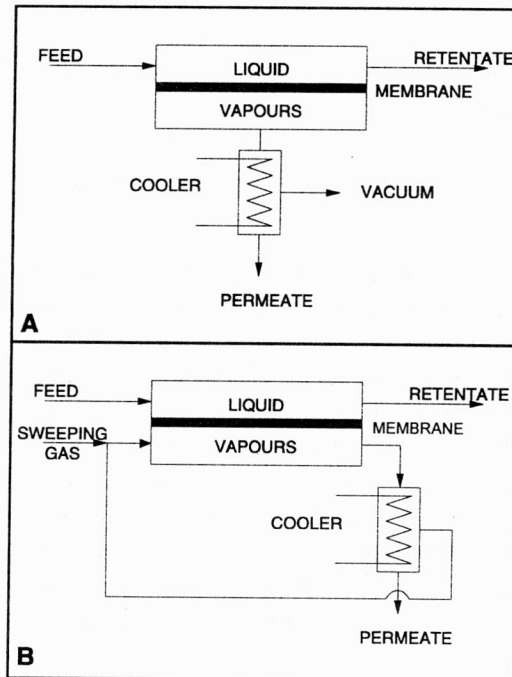 FEED
LIQUID
RETENTATE
MEMBRANE
VAPOURS
COOLER
VACUUM
PERMEATE
A
FEED
LIQUID
RETENTATE
SWEEPING
GAS
MEMBRANE
VAPOURS
COOLER
PERMEATE
B